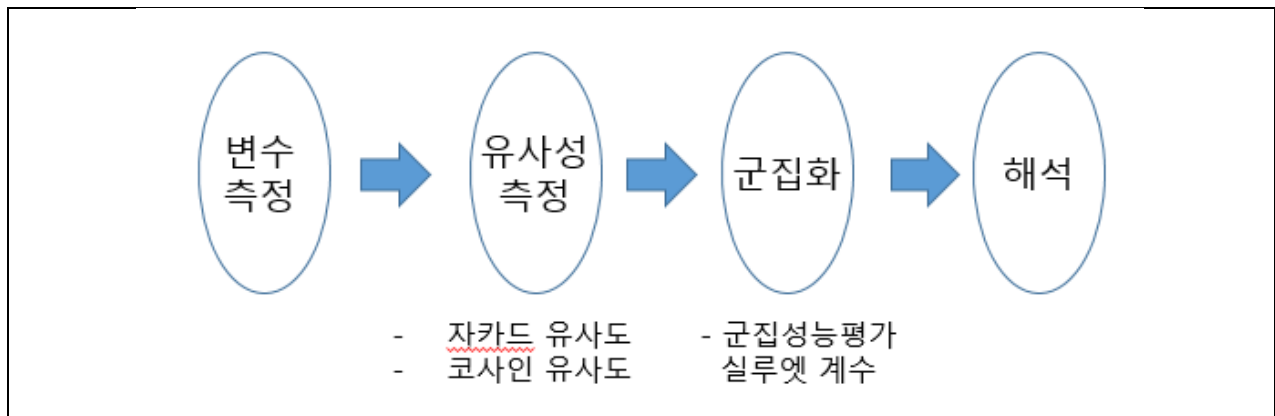 변수
측정
유사성
측정
군집화
해석
- 자카드 유사도
- 코사인 유사도
- 군집성능평가
실루엣 계수